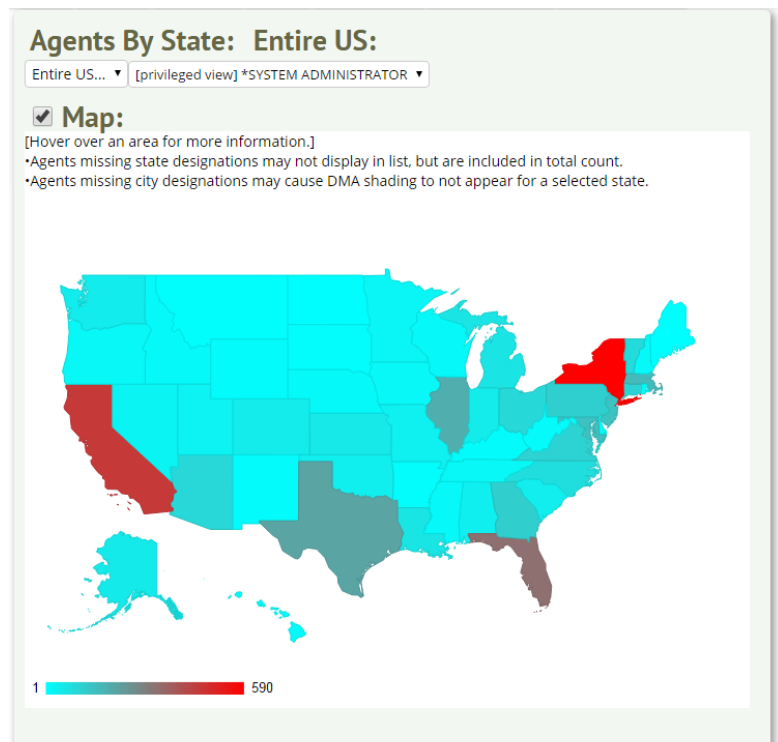 Agents By State: Entire US:
Entire US... [privileged view] *SYSTEM ADMINISTRATOR
Map:
[Hover over an area for more information.]
•Agents missing state designations may not display in list, but are included in total count.
•Agents missing city designations may cause DMA shading to not appear for a selected state.
1 590